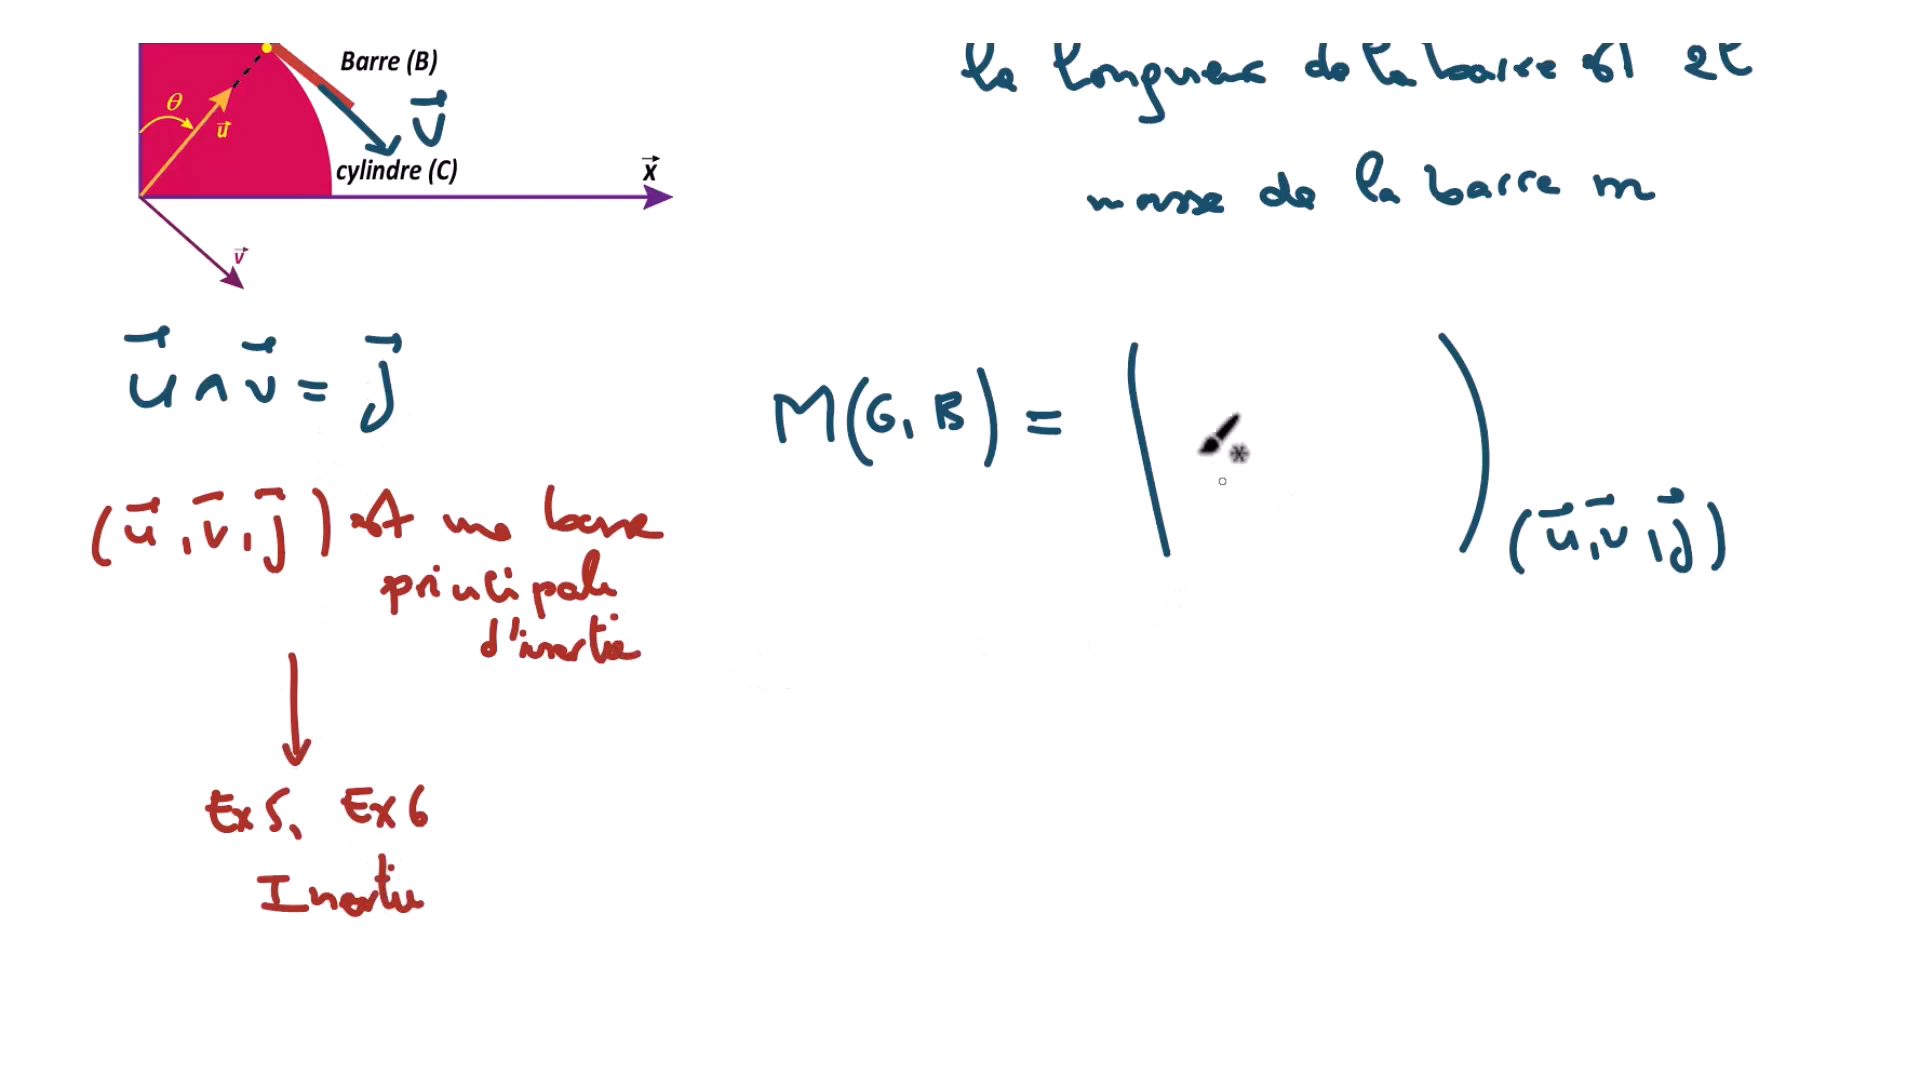 Barre (B)
θ
u
V
cylindre (C)
x
v
la longueur de la barre est 2l
masse de la barre m
u ∧ v = j
M(G, B) = ( ) (u, v, j)
(u, v, j) est une base
principale
d'inertie
Ex 5, Ex 6
Inertie